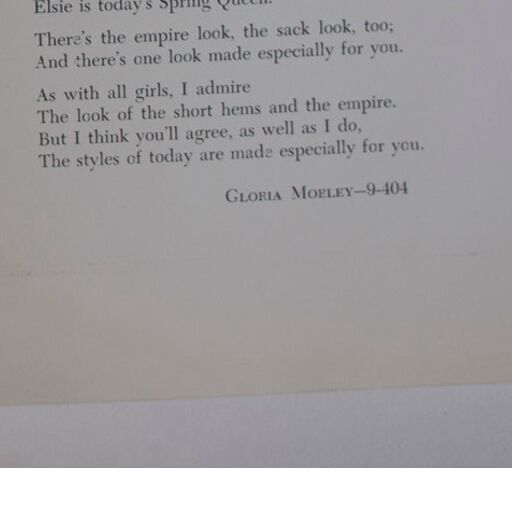 Elsie is today's Spring Queen.
There's the empire look, the sack look, too;
And there's one look made especially for you.
As with all girls, I admire
The look of the short hems and the empire.
But I think you'll agree, as well as I do,
The styles of today are made especially for you.
GLORIA MOELEY—9-404